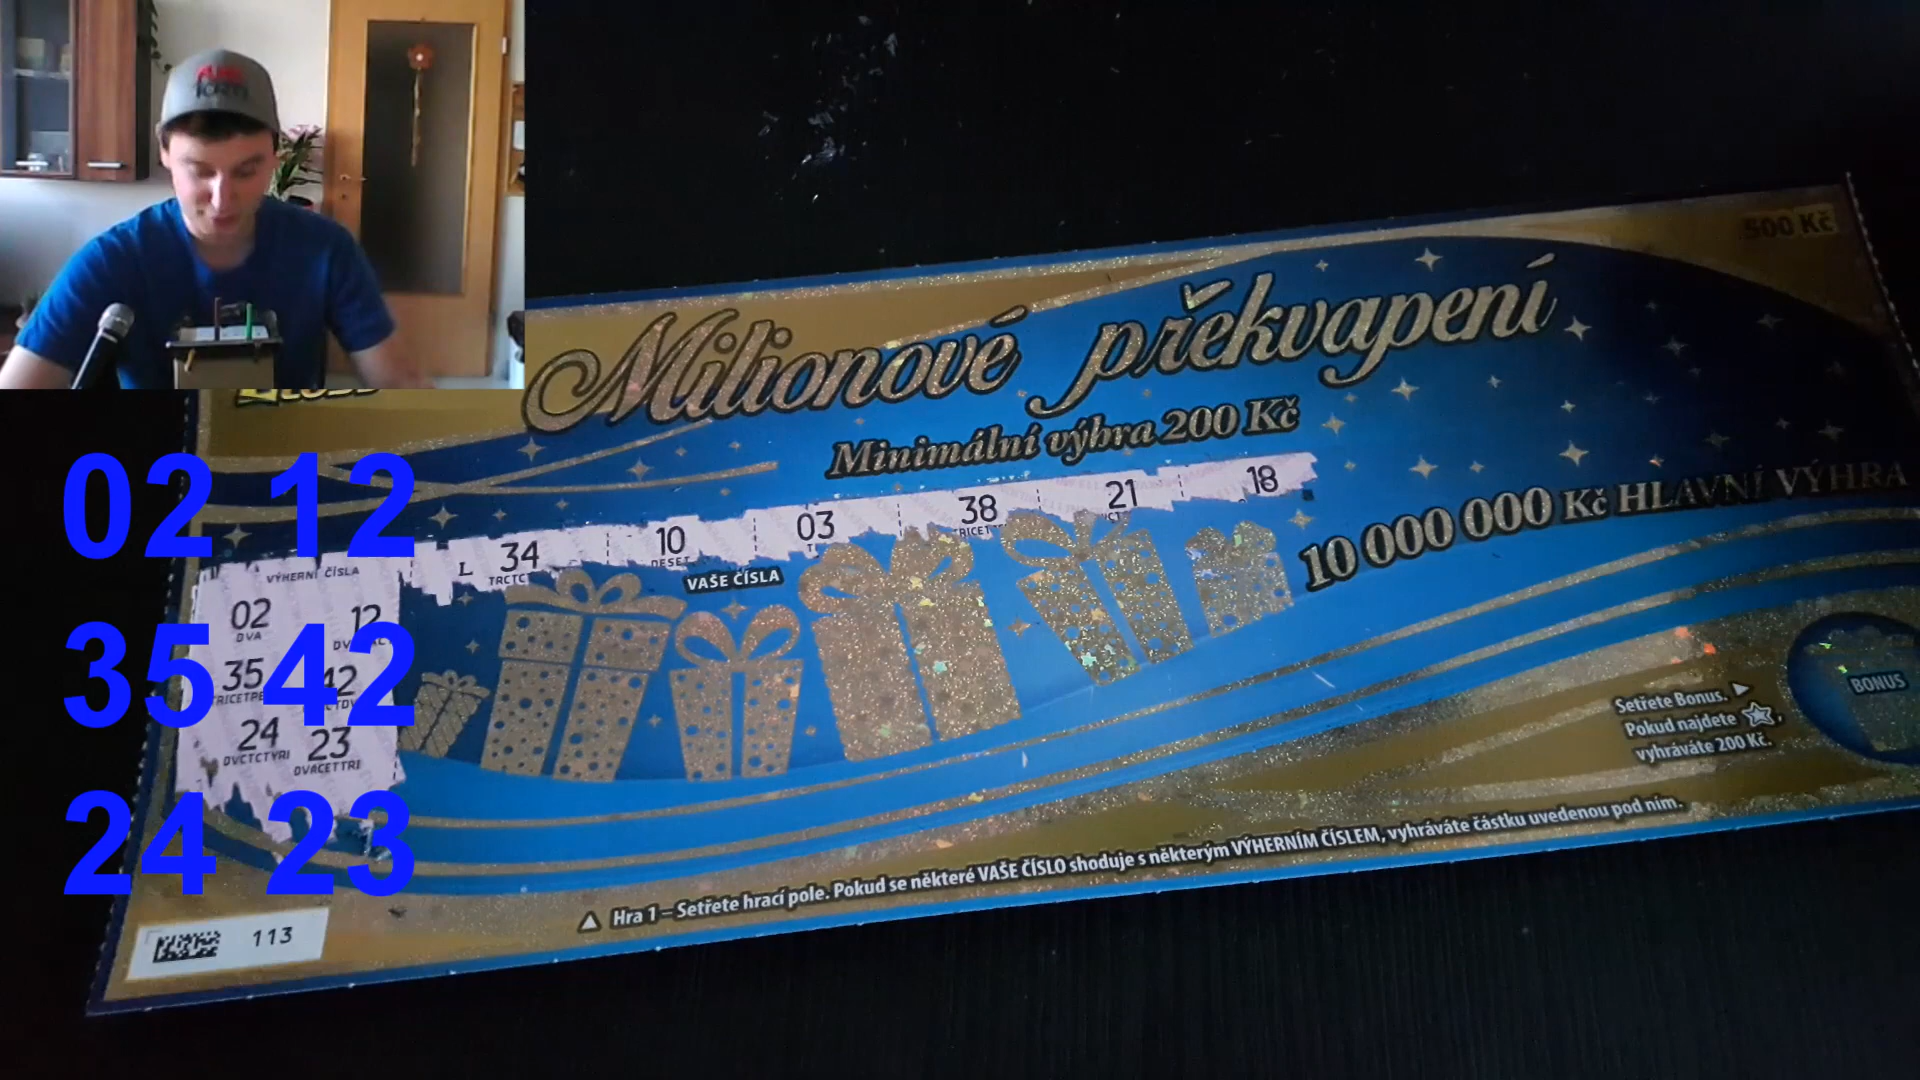 500 Kč
Milionové překvapení
Minimální výhra 200 Kč
10 000 000 Kč HLAVNÍ VÝHRA
34 10 03 38 21 18
DESET
VAŠE ČÍSLA
VÝHERNÍ ČÍSLA
02 12
DVA
35 42
24 23
DVCTCTYRI DVACETTRI
02 12
35 42
24 23
BONUS
Setřete Bonus.
Pokud najdete
vyhráváte 200 Kč.
Hra 1 – Setřete hrací pole. Pokud se některé VAŠE ČÍSLO shoduje s některým VÝHERNÍM ČÍSLEM, vyhráváte částku uvedenou pod ním.
113